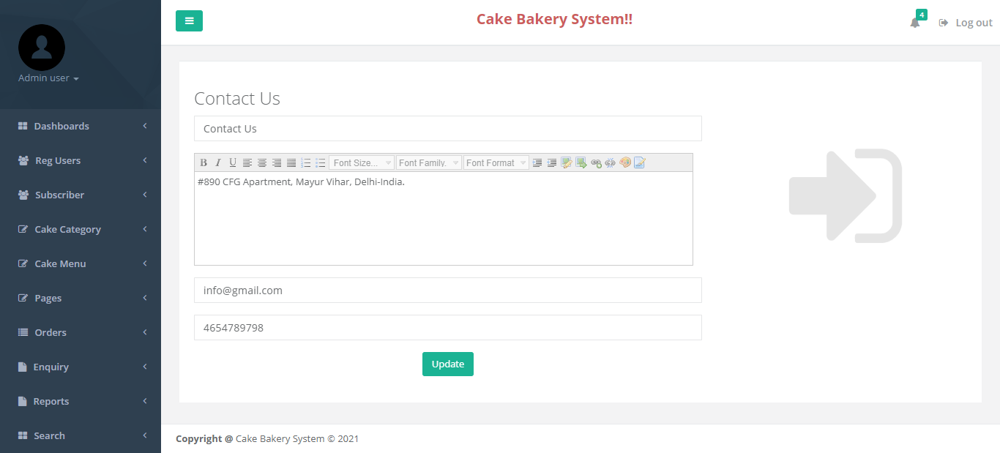 Cake Bakery System!!
4
Log out
Admin user
Dashboards
Reg Users
Subscriber
Cake Category
Cake Menu
Pages
Orders
Enquiry
Reports
Search
Contact Us
Contact Us
B I U Font Size... Font Family. Font Format
#890 CFG Apartment, Mayur Vihar, Delhi-India.
info@gmail.com
4654789798
Update
Copyright @ Cake Bakery System © 2021